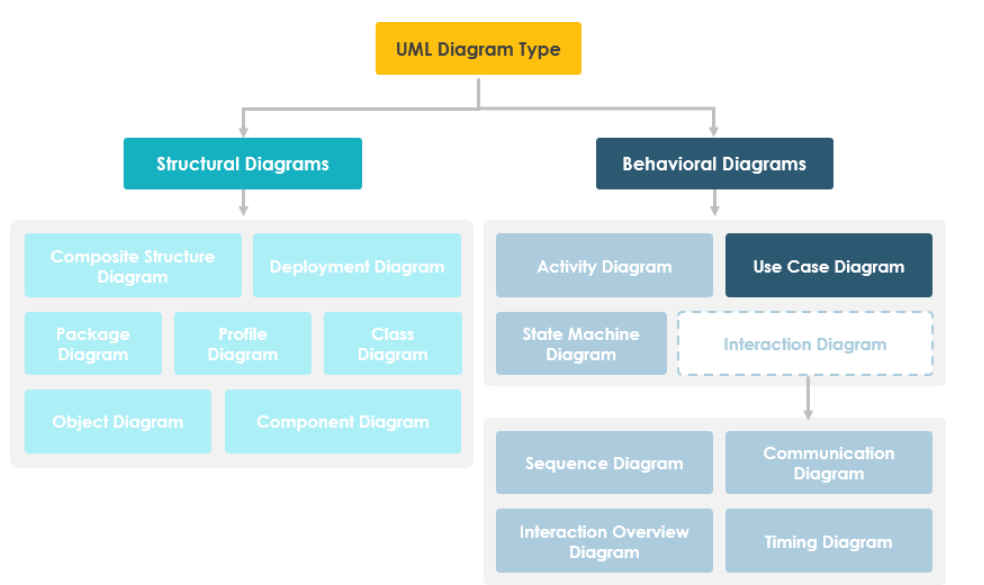 UML Diagram Type
Structural Diagrams
Behavioral Diagrams
Composite Structure
Diagram
Deployment Diagram
Package
Diagram
Profile
Diagram
Class
Diagram
Object Diagram
Component Diagram
Activity Diagram
Use Case Diagram
State Machine
Diagram
Interaction Diagram
Sequence Diagram
Communication
Diagram
Interaction Overview
Diagram
Timing Diagram